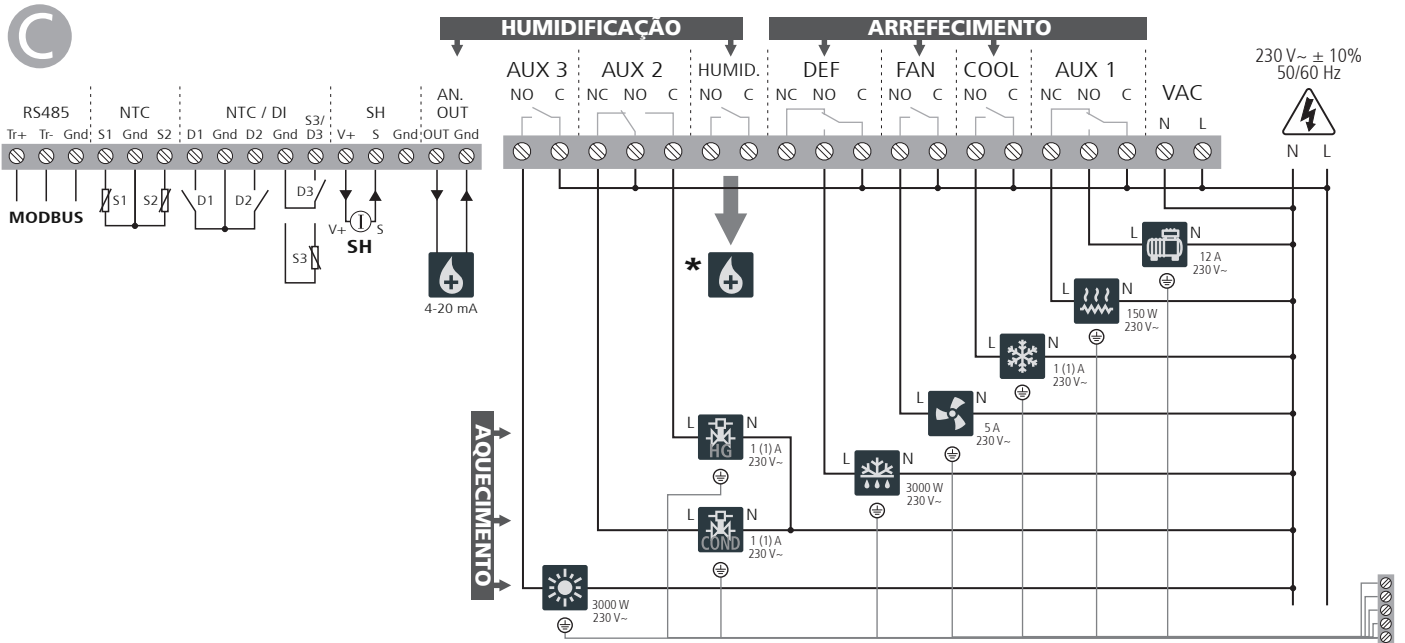 C
HUMIDIFICAÇÃO
ARREFECIMENTO
230 V~ ± 10%
50/60 Hz
AUX 3
AUX 2
HUMID.
DEF
FAN
COOL
AUX 1
VAC
RS485
NTC
NTC / DI
SH
AN.
OUT
NO C
NC NO C
NO C
NC NO C
NO C
NO C
NC NO C
N L
Tr+ Tr- Gnd
S1 Gnd S2
D1 Gnd D2 Gnd S3/
D3
V+ S Gnd
OUT Gnd
N L
MODBUS
S1
S2
D1
D2
D3
S3
V+ S
SH
4-20 mA
*
L N
12 A
230 V~
L N
150 W
230 V~
L N
1 (1) A
230 V~
L N
5 A
230 V~
L N
3000 W
230 V~
AQUECIMENTO
L N
HG
1 (1) A
230 V~
L N
COND
1 (1) A
230 V~
3000 W
230 V~